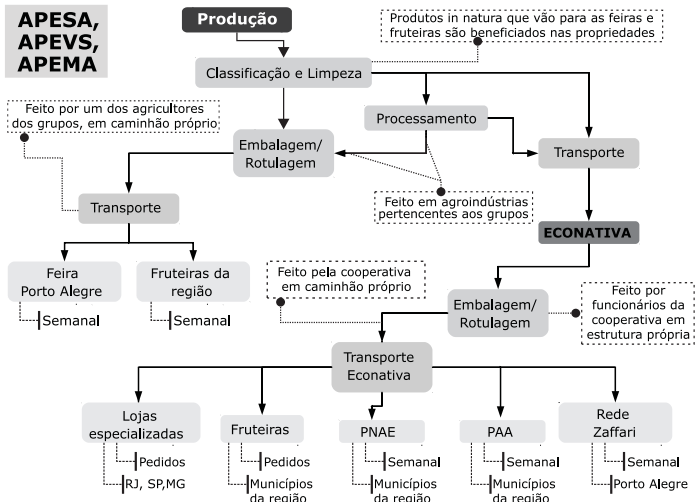 APESA,
APEVS,
APEMA
Produção
Produtos in natura que vão para as feiras e
fruteiras são beneficiados nas propriedades
Classificação e Limpeza
Feito por um dos agricultores
dos grupos, em caminhão próprio
Processamento
Embalagem/
Rotulagem
Transporte
Transporte
Feito em agroindústrias
pertencentes aos grupos
ECONATIVA
Feira
Porto Alegre
Semanal
Fruteiras da
região
Semanal
Feito pela cooperativa
em caminhão próprio
Embalagem/
Rotulagem
Feito por
funcionários da
cooperativa em
estrutura própria
Transporte
Econativa
Lojas
especializadas
Pedidos
RJ, SP,MG
Fruteiras
Pedidos
Municípios
da região
PNAE
Semanal
Municípios
da região
PAA
Semanal
Municípios
da região
Rede
Zaffari
Semanal
Porto Alegre